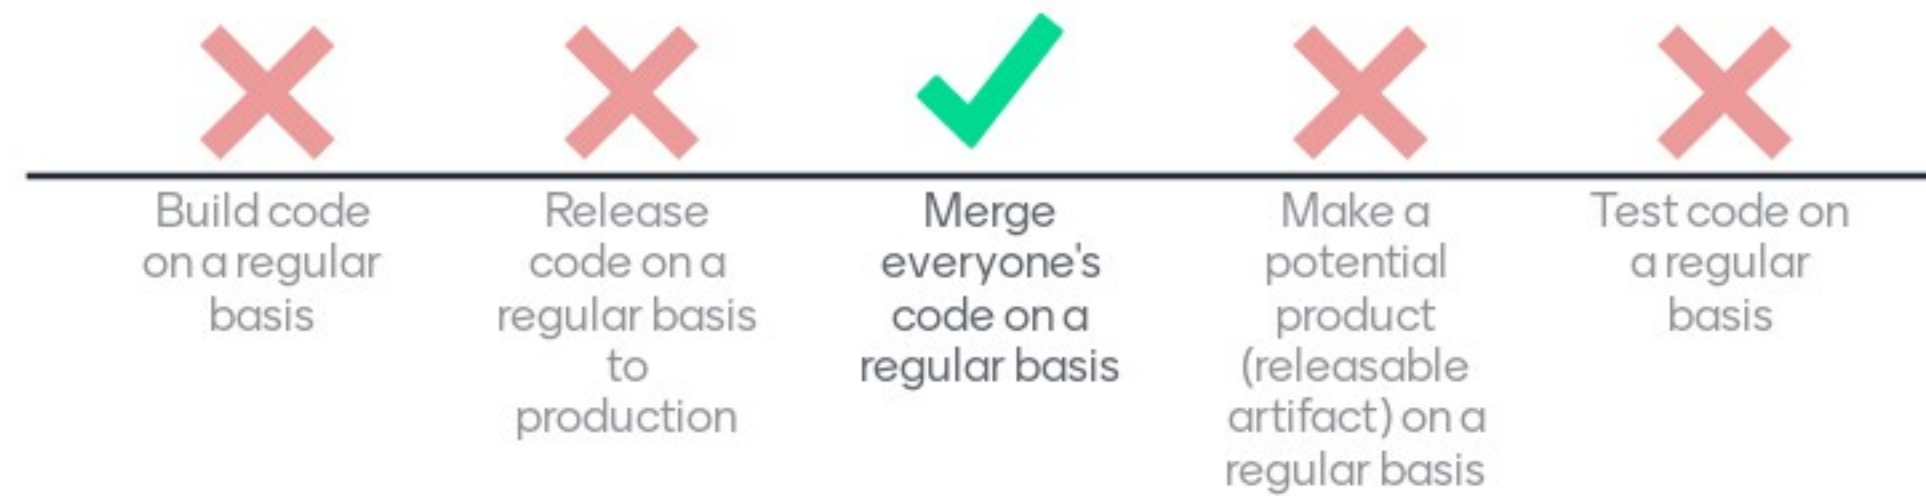 Build code
on a regular
basis
Release
code on a
regular basis
to
production
Merge
everyone's
code on a
regular basis
Make a
potential
product
(releasable
artifact) on a
regular basis
Test code on
a regular
basis